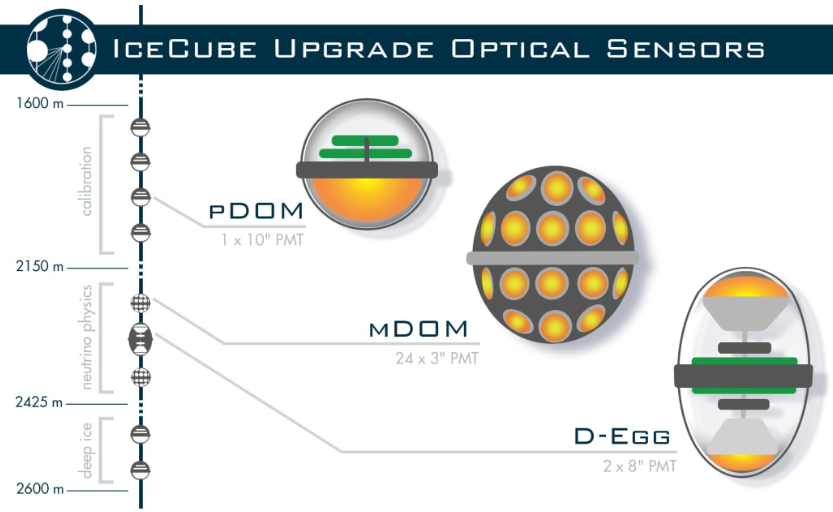 IceCube Upgrade Optical Sensors
1600 m
calibration
pDOM
1 x 10" PMT
2150 m
neutrino physics
mDOM
24 x 3" PMT
2425 m
D-Egg
2 x 8" PMT
deep ice
2600 m